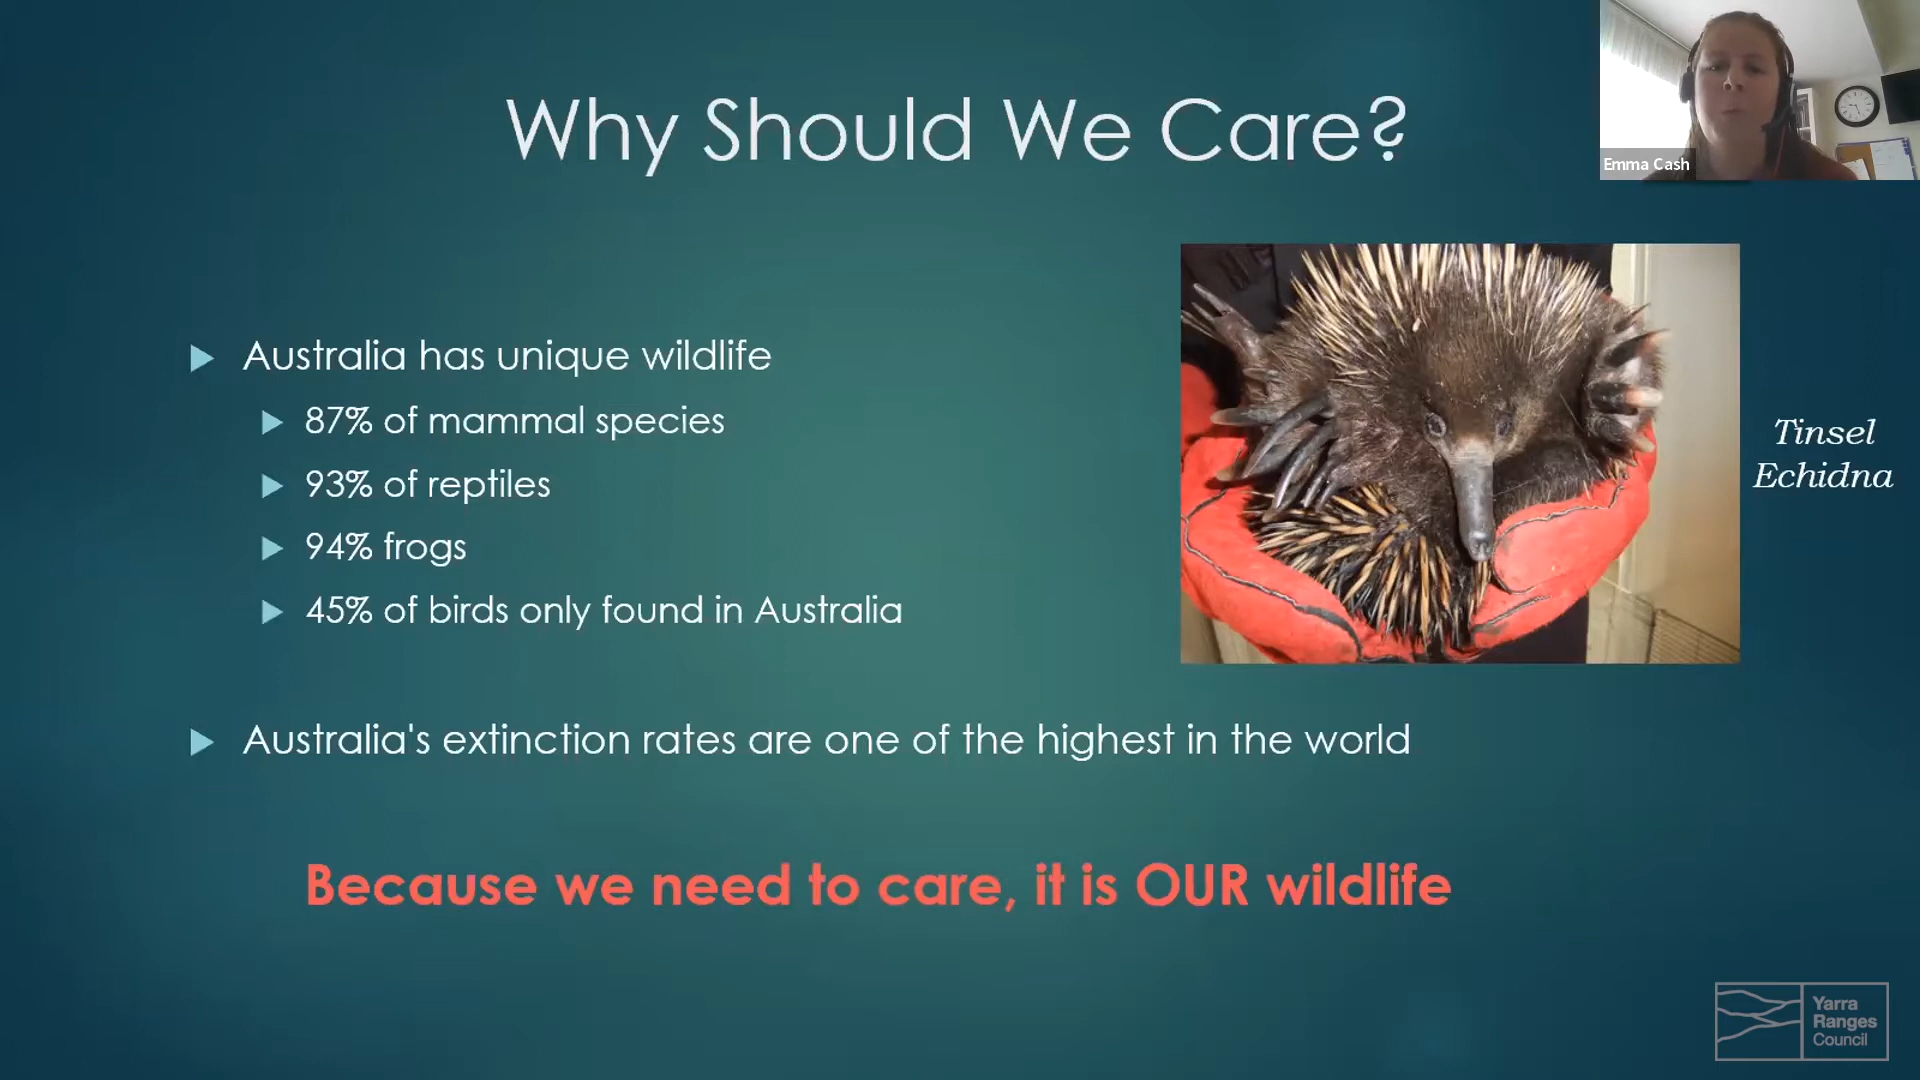 Why Should We Care?
Emma Cash
Australia has unique wildlife
87% of mammal species
93% of reptiles
94% frogs
45% of birds only found in Australia
Tinsel
Echidna
Australia's extinction rates are one of the highest in the world
Because we need to care, it is OUR wildlife
Yarra
Ranges
Council